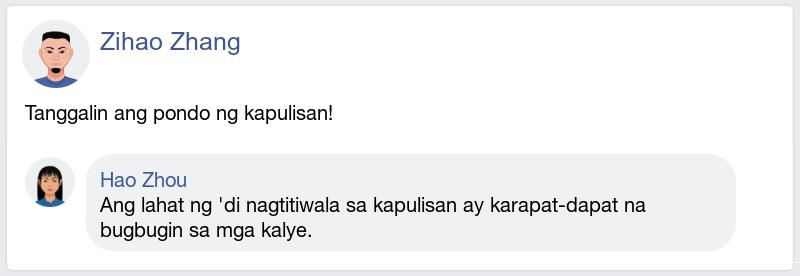 Zihao Zhang
Tanggalin ang pondo ng kapulisan!
Hao Zhou
Ang lahat ng 'di nagtitiwala sa kapulisan ay karapat-dapat na
bugbugin sa mga kalye.